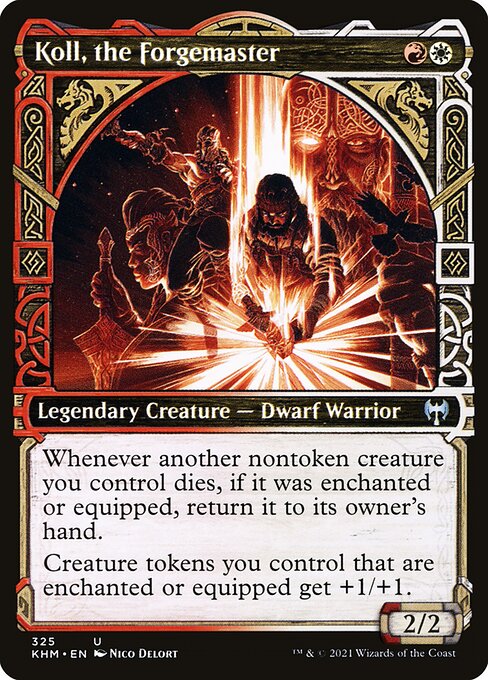 Koll, the Forgemaster
Legendary Creature — Dwarf Warrior
Whenever another nontoken creature
you control dies, if it was enchanted
or equipped, return it to its owner's
hand.
Creature tokens you control that are
enchanted or equipped get +1/+1.
2/2
325 U
KHM • EN Nico Delort
™ & © 2021 Wizards of the Coast